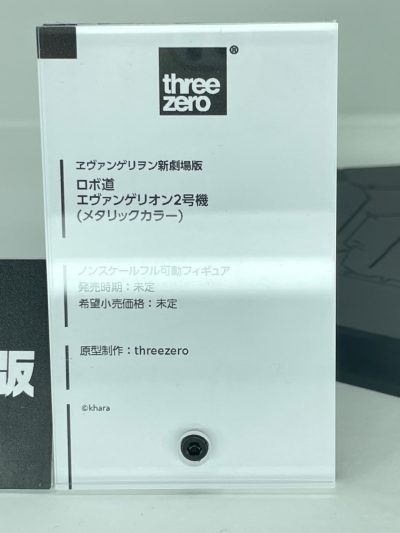 three
zero®
ヱヴァンゲリヲン新劇場版
ロボ道
エヴァンゲリオン2号機
(メタリックカラー)
ノンスケールフル可動フィギュア
発売時期：未定
希望小売価格：未定
原型制作：threezero
©khara
版